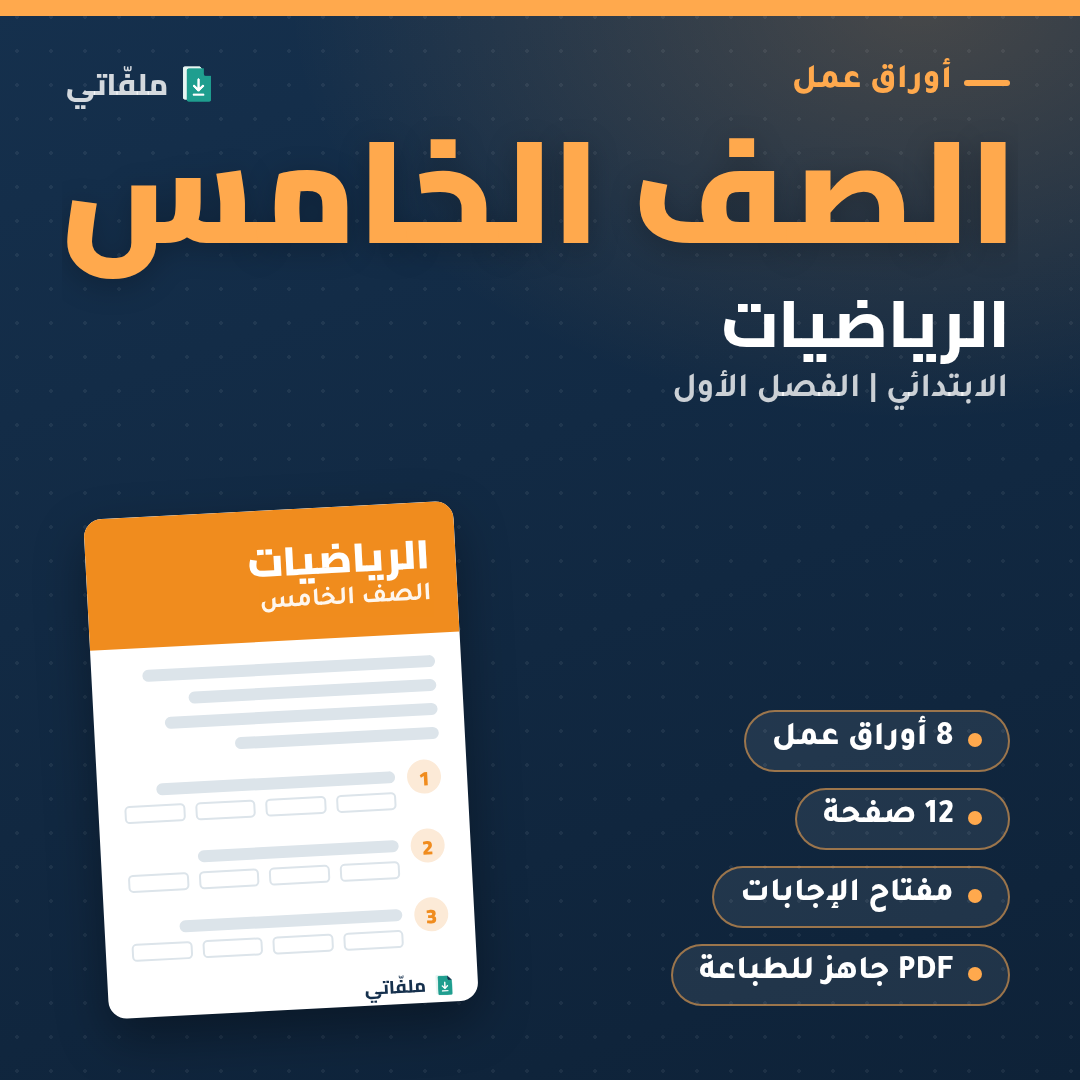 أوراق عمل
ملفّاتي
الصف الخامس
الرياضيات
الابتدائي | الفصل الأول
الرياضيات
الصف الخامس
1
2
3
ملفّاتي
8 أوراق عمل
12 صفحة
مفتاح الإجابات
PDF جاهز للطباعة